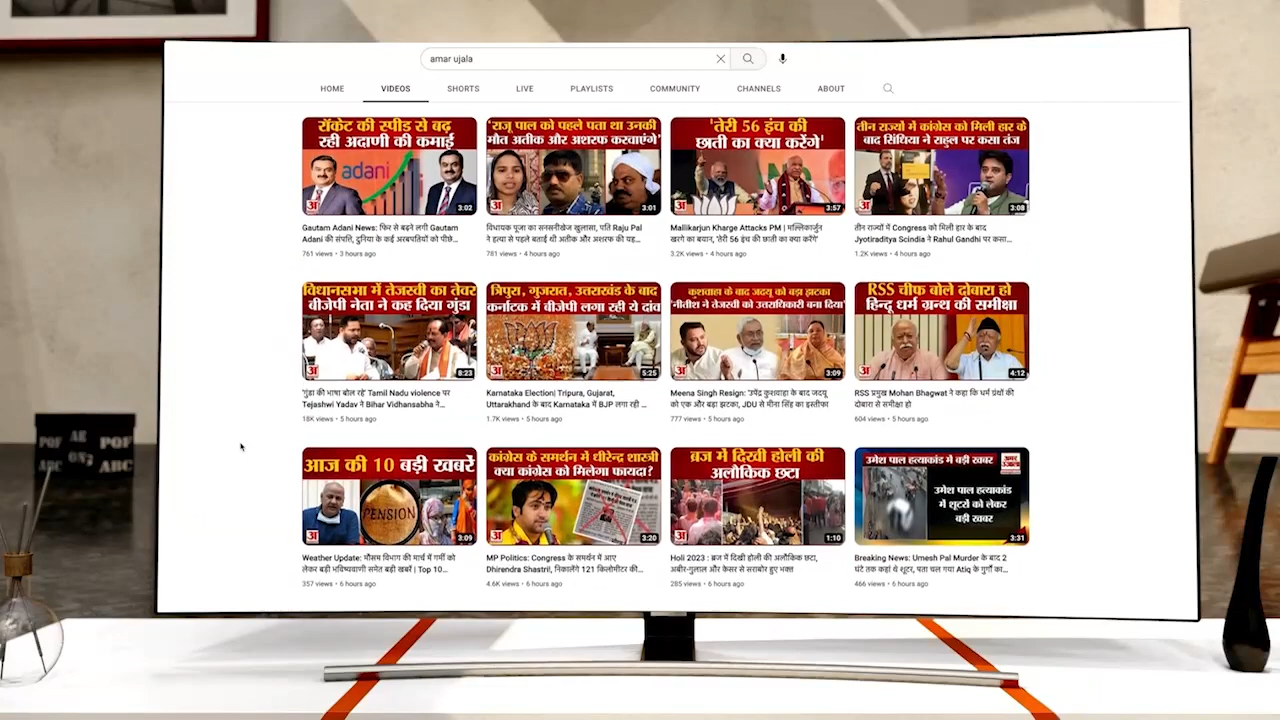 amar ujala
HOME VIDEOS SHORTS LIVE PLAYLISTS COMMUNITY CHANNELS ABOUT
रॉकेट की स्पीड से बढ़
रही अदाणी की कमाई
adani
अ
3:02
Gautam Adani News: फिर से बढ़ने लगी Gautam
Adani की संपत्ति, दुनिया के कई अरबपतियों को पीछे...
761 views • 3 hours ago
'राजू पाल को पहले पता था उनकी
मौत अतीक और अशरफ करवाएंगे'
3:01
विधायक पूजा का सनसनीखेज खुलासा, पति Raju Pal
ने हत्या से पहले बताई थी अतीक और अशरफ की यह...
781 views • 4 hours ago
'तेरी 56 इंच की
छाती का क्या करेंगे'
अ
3:57
Mallikarjun Kharge Attacks PM | मल्लिकार्जुन
खरगे का बयान, 'तेरी 56 इंच की छाती का क्या करेंगे'
3.2K views • 4 hours ago
तीन राज्यों में कांग्रेस को मिली हार के
बाद सिंधिया ने राहुल पर कसा तंज
अ
3:08
तीन राज्यों में Congress को मिली हार के बाद
Jyotiraditya Scindia ने Rahul Gandhi पर कसा...
1.2K views • 4 hours ago
विधानसभा में तेजस्वी का तेवर
बीजेपी नेता ने कह दिया गुंडा
अ
8:23
'गुंडा की भाषा बोल रहे' Tamil Nadu violence पर
Tejashwi Yadav ने Bihar Vidhansabha ने...
18K views • 5 hours ago
त्रिपुरा, गुजरात, उत्तराखंड के बाद
कर्नाटक में बीजेपी लगा रही ये दांव
अ
5:25
Karnataka Election| Tripura, Gujarat,
Uttarakhand के बाद Karnataka में BJP लगा रही ...
1.7K views • 5 hours ago
कुशवाहा के बाद जदयू को बड़ा झटका
'नीतीश ने तेजस्वी को उत्तराधिकारी बना दिया'
अ
3:09
Meena Singh Resign: 'उपेंद्र कुशवाहा के बाद जदयू
को एक और बड़ा झटका, JDU से मीना सिंह का इस्तीफा
777 views • 5 hours ago
RSS चीफ बोले दोबारा हो
हिन्दू धर्म ग्रन्थ की समीक्षा
अ
4:12
RSS प्रमुख Mohan Bhagwat ने कहा कि धर्म ग्रंथों की
दोबारा से समीक्षा हो
604 views • 5 hours ago
आज की 10 बड़ी खबरें
PENSION
अ
3:09
Weather Update: मौसम विभाग की मार्च में गर्मी को
लेकर बड़ी भविष्यवाणी समेत बड़ी खबरें | Top 10...
357 views • 6 hours ago
कांग्रेस के समर्थन में धीरेन्द्र शास्त्री
क्या कांग्रेस को मिलेगा फायदा?
अ
3:20
MP Politics: Congress के समर्थन में आए
Dhirendra Shastri!, निकालेंगे 121 किलोमीटर की...
4.6K views • 6 hours ago
ब्रज में दिखी होली की
अलौकिक छटा
अ
1:10
Holi 2023 : ब्रज में दिखी होली की अलौकिक छटा,
अबीर-गुलाल और केसर से सराबोर हुए भक्त
285 views • 6 hours ago
उमेश पाल हत्याकांड में बड़ी खबर
अमर उजाला
उमेश पाल हत्याकांड
में शूटरों को लेकर
बड़ी खबर
3:31
Breaking News: Umesh Pal Murder के बाद 2
घंटे तक कहां थे शूटर, पता चल गया Atiq के गुर्गों का...
466 views • 6 hours ago
POF
ABC
POF
ABC